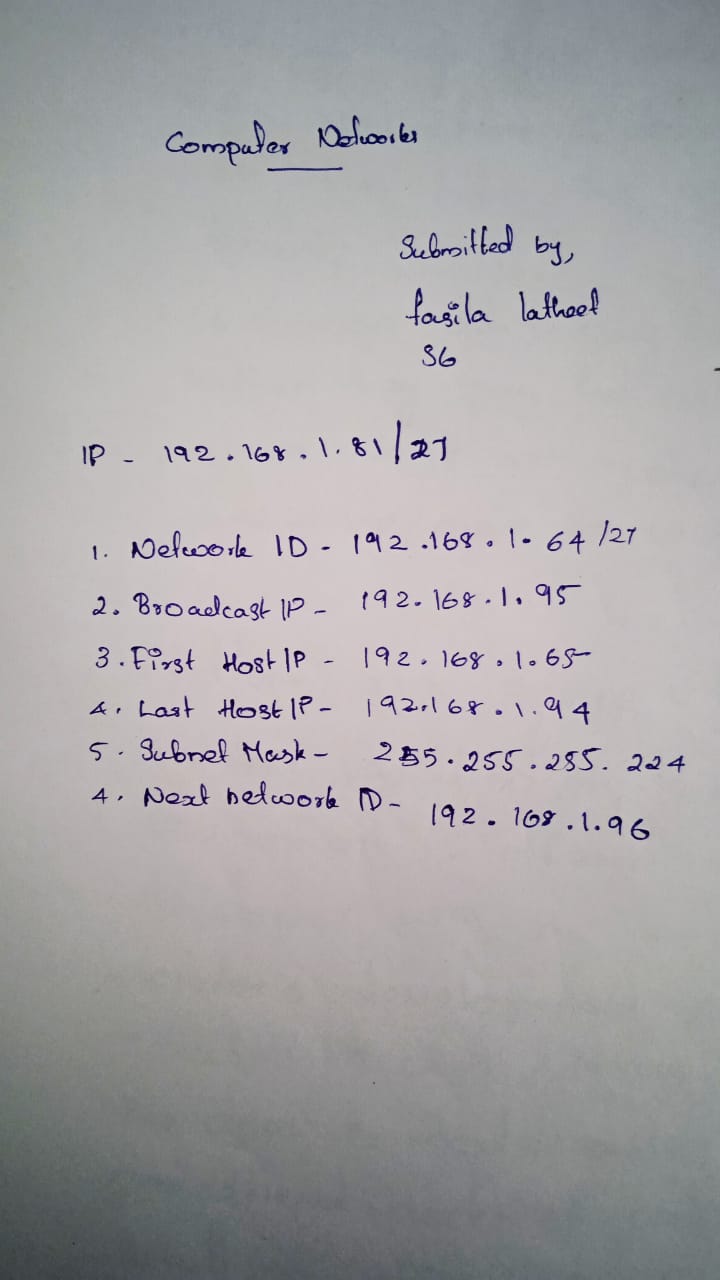 Computer Networks
Submitted by,
fasila latheef
S6
IP - 192.168.1.81/27
1. Network ID - 192.168.1.64/27
2. Broadcast IP - 192.168.1.95
3. First Host IP - 192.168.1.65
4. Last Host IP - 192.168.1.94
5. Subnet Mask - 255.255.255.224
4. Next network ID - 192.168.1.96